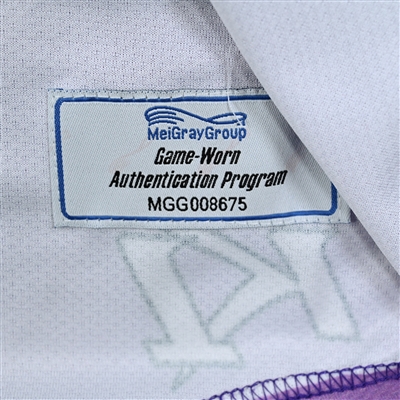 MeiGrayGroup
Game-Worn
Authentication Program
MGG008675